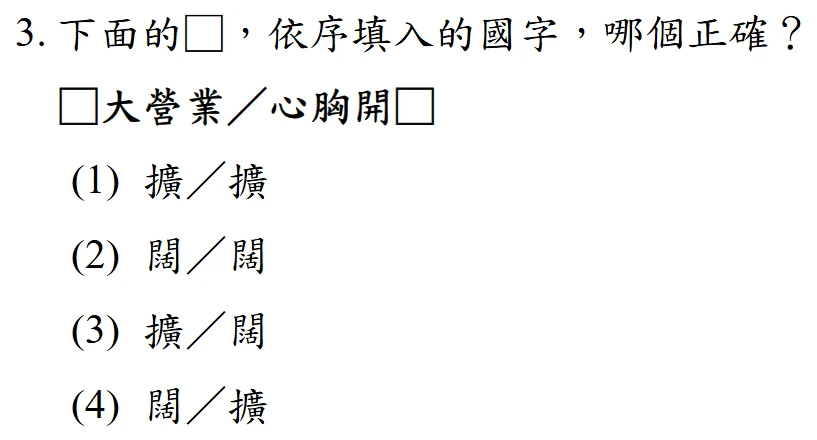 3. 下面的□，依序填入的國字，哪個正確？
□大營業／心胸開□
(1) 擴／擴
(2) 闊／闊
(3) 擴／闊
(4) 闊／擴